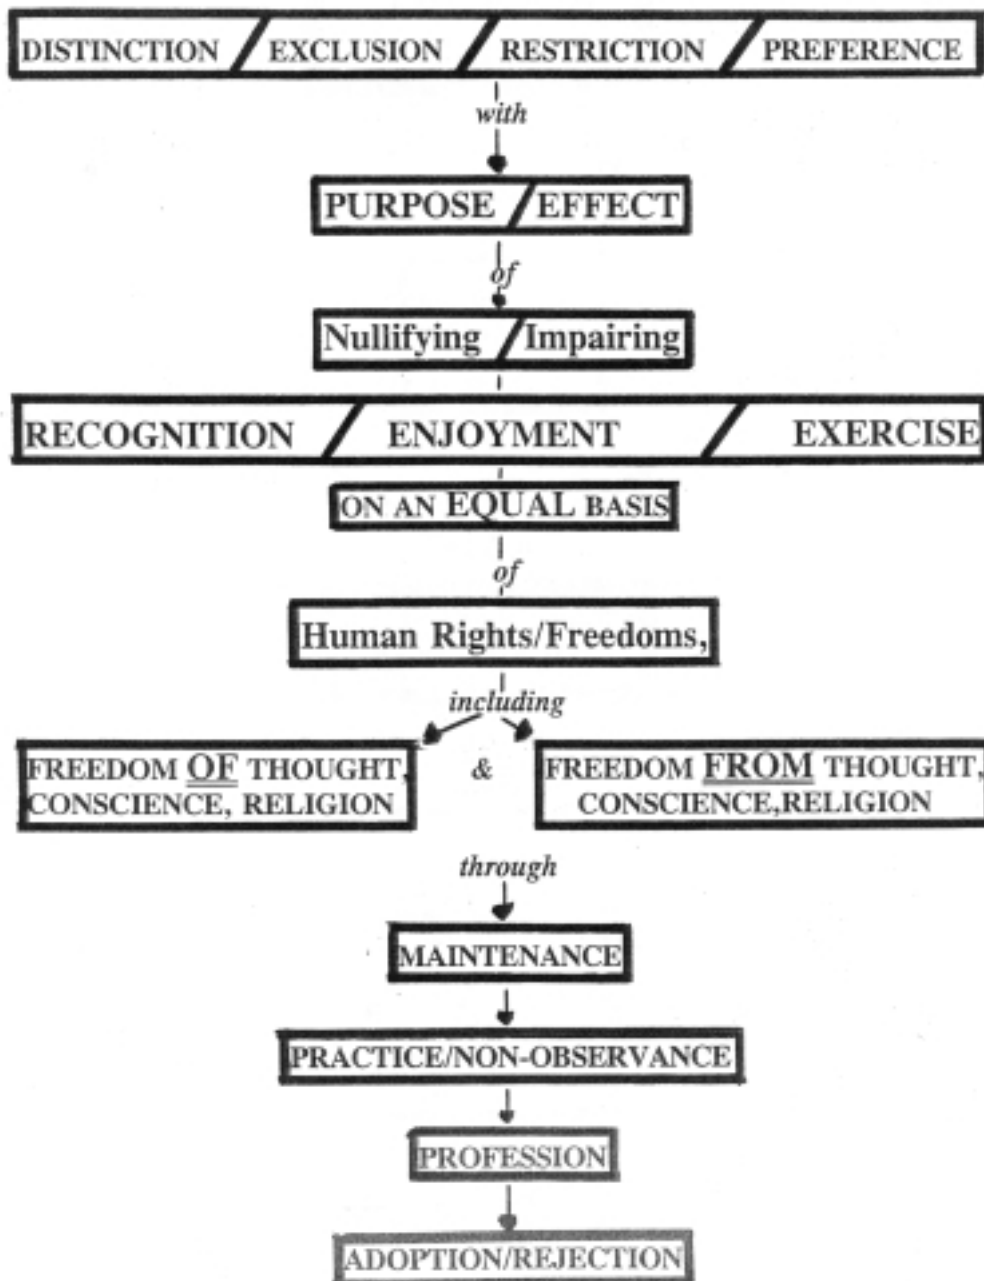 DISTINCTION / EXCLUSION / RESTRICTION / PREFERENCE
with
PURPOSE / EFFECT
of
Nullifying / Impairing
RECOGNITION / ENJOYMENT / EXERCISE
ON AN EQUAL BASIS
of
Human Rights/Freedoms,
including
FREEDOM OF THOUGHT,
CONSCIENCE, RELIGION
&
FREEDOM FROM THOUGHT,
CONSCIENCE,RELIGION
through
MAINTENANCE
PRACTICE/NON-OBSERVANCE
PROFESSION
ADOPTION/REJECTION